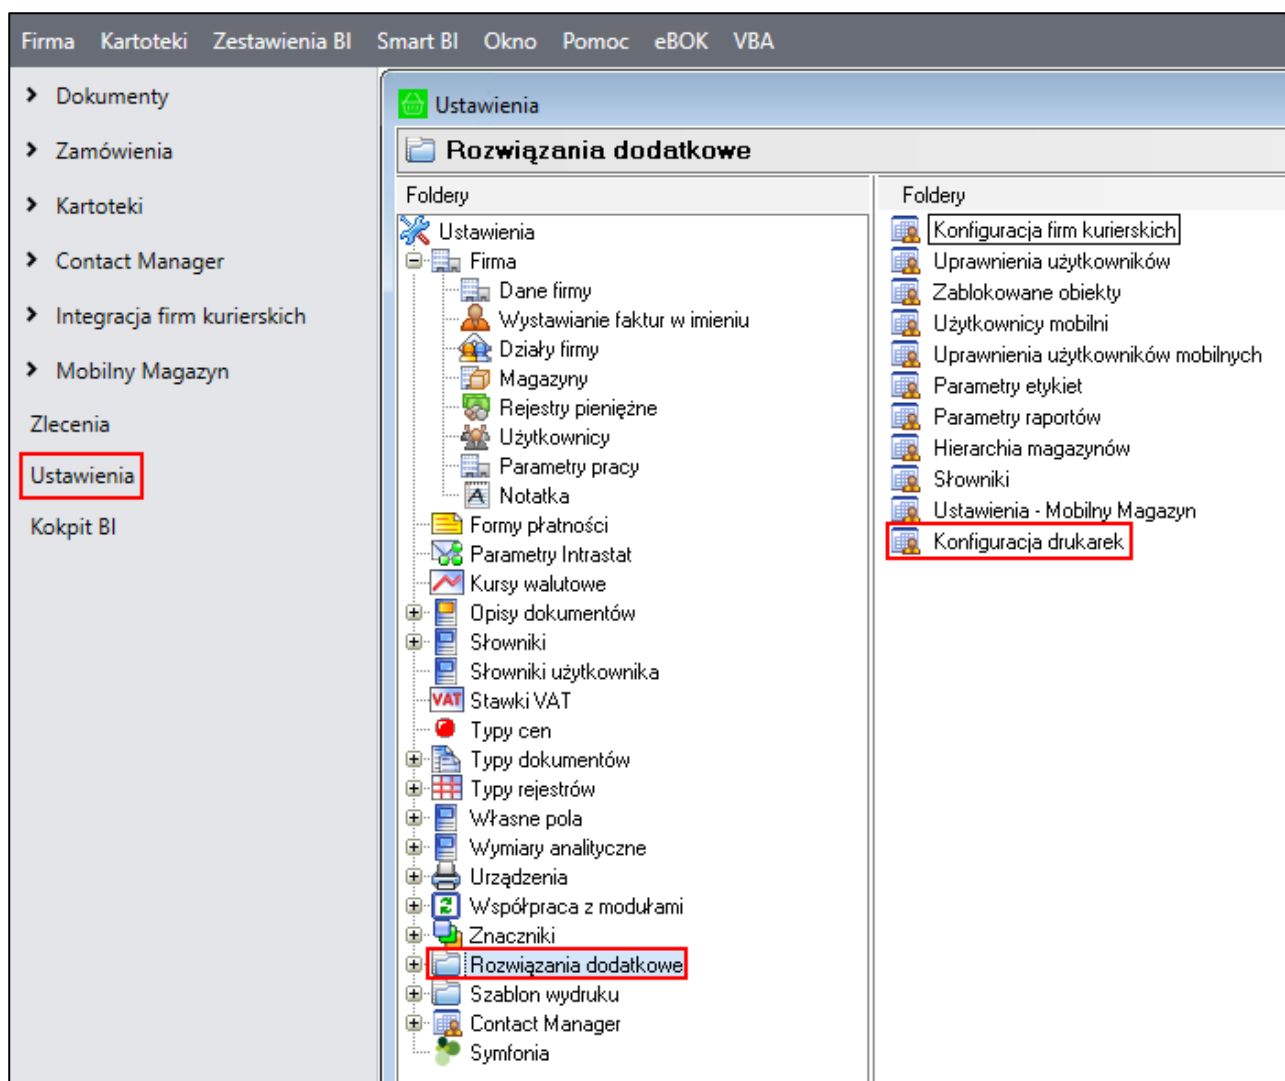 Firma Kartoteki Zestawienia BI Smart BI Okno Pomoc eBOK VBA
Dokumenty
Zamówienia
Kartoteki
Contact Manager
Integracja firm kurierskich
Mobilny Magazyn
Zlecenia
Ustawienia
Kokpit BI
Ustawienia
Rozwiązania dodatkowe
Foldery
Ustawienia
Firma
Dane firmy
Wystawianie faktur w imieniu
Działy firmy
Magazyny
Rejestry pieniężne
Użytkownicy
Parametry pracy
Notatka
Formy płatności
Parametry Intrastat
Kursy walutowe
Opisy dokumentów
Słowniki
Słowniki użytkownika
VAT Stawki VAT
Typy cen
Typy dokumentów
Typy rejestrów
Własne pola
Wymiary analityczne
Urządzenia
Współpraca z modułami
Znaczniki
Rozwiązania dodatkowe
Szablon wydruku
Contact Manager
Symfonia
Foldery
Konfiguracja firm kurierskich
Uprawnienia użytkowników
Zablokowane obiekty
Użytkownicy mobilni
Uprawnienia użytkowników mobilnych
Parametry etykiet
Parametry raportów
Hierarchia magazynów
Słowniki
Ustawienia - Mobilny Magazyn
Konfiguracja drukarek